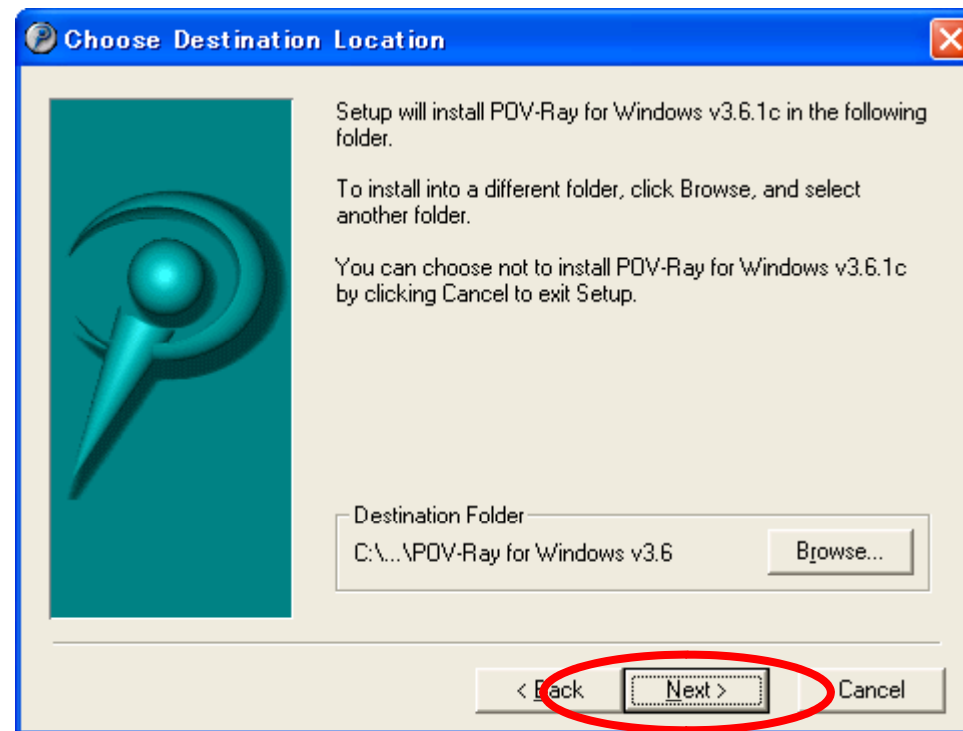 Choose Destination Location
Setup will install POV-Ray for Windows v3.6.1c in the following
folder.
To install into a different folder, click Browse, and select
another folder.
You can choose not to install POV-Ray for Windows v3.6.1c
by clicking Cancel to exit Setup.
Destination Folder
C:\...\POV-Ray for Windows v3.6
Browse...
< Back
Next >
Cancel